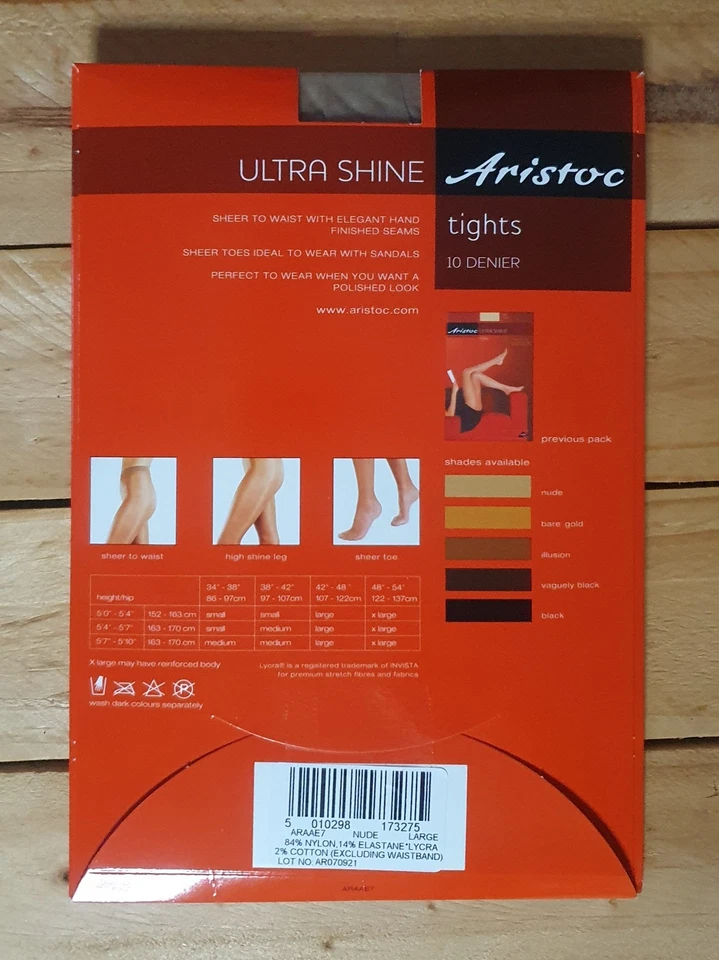 ULTRA SHINE
Aristoc
SHEER TO WAIST WITH ELEGANT HAND
FINISHED SEAMS
SHEER TOES IDEAL TO WEAR WITH SANDALS
PERFECT TO WEAR WHEN YOU WANT A
POLISHED LOOK
www.aristoc.com
tights
10 DENIER
Aristoc ULTRA SHINE
previous pack
shades available
nude
bare gold
illusion
vaguely black
black
sheer to waist
high shine leg
sheer toe
height/hip 34" - 38" 38" - 42" 42" - 48" 48" - 54"
86 - 97cm 97 - 107cm 107 - 122cm 122 - 137cm
5'0" - 5'4" 152 - 163 cm small small large x large
5'4" - 5'7" 163 - 170 cm small medium large x large
5'7" - 5'10" 163 - 170cm medium medium large x large
X large may have reinforced body
Lycra® is a registered trademark of INVISTA
for premium stretch fibres and fabrics
P
wash dark colours separately
5 010298 173275
ARAAE7 NUDE LARGE
84% NYLON,14% ELASTANE*LYCRA
2% COTTON (EXCLUDING WAISTBAND)
LOT NO: AR070921
ARAAE7